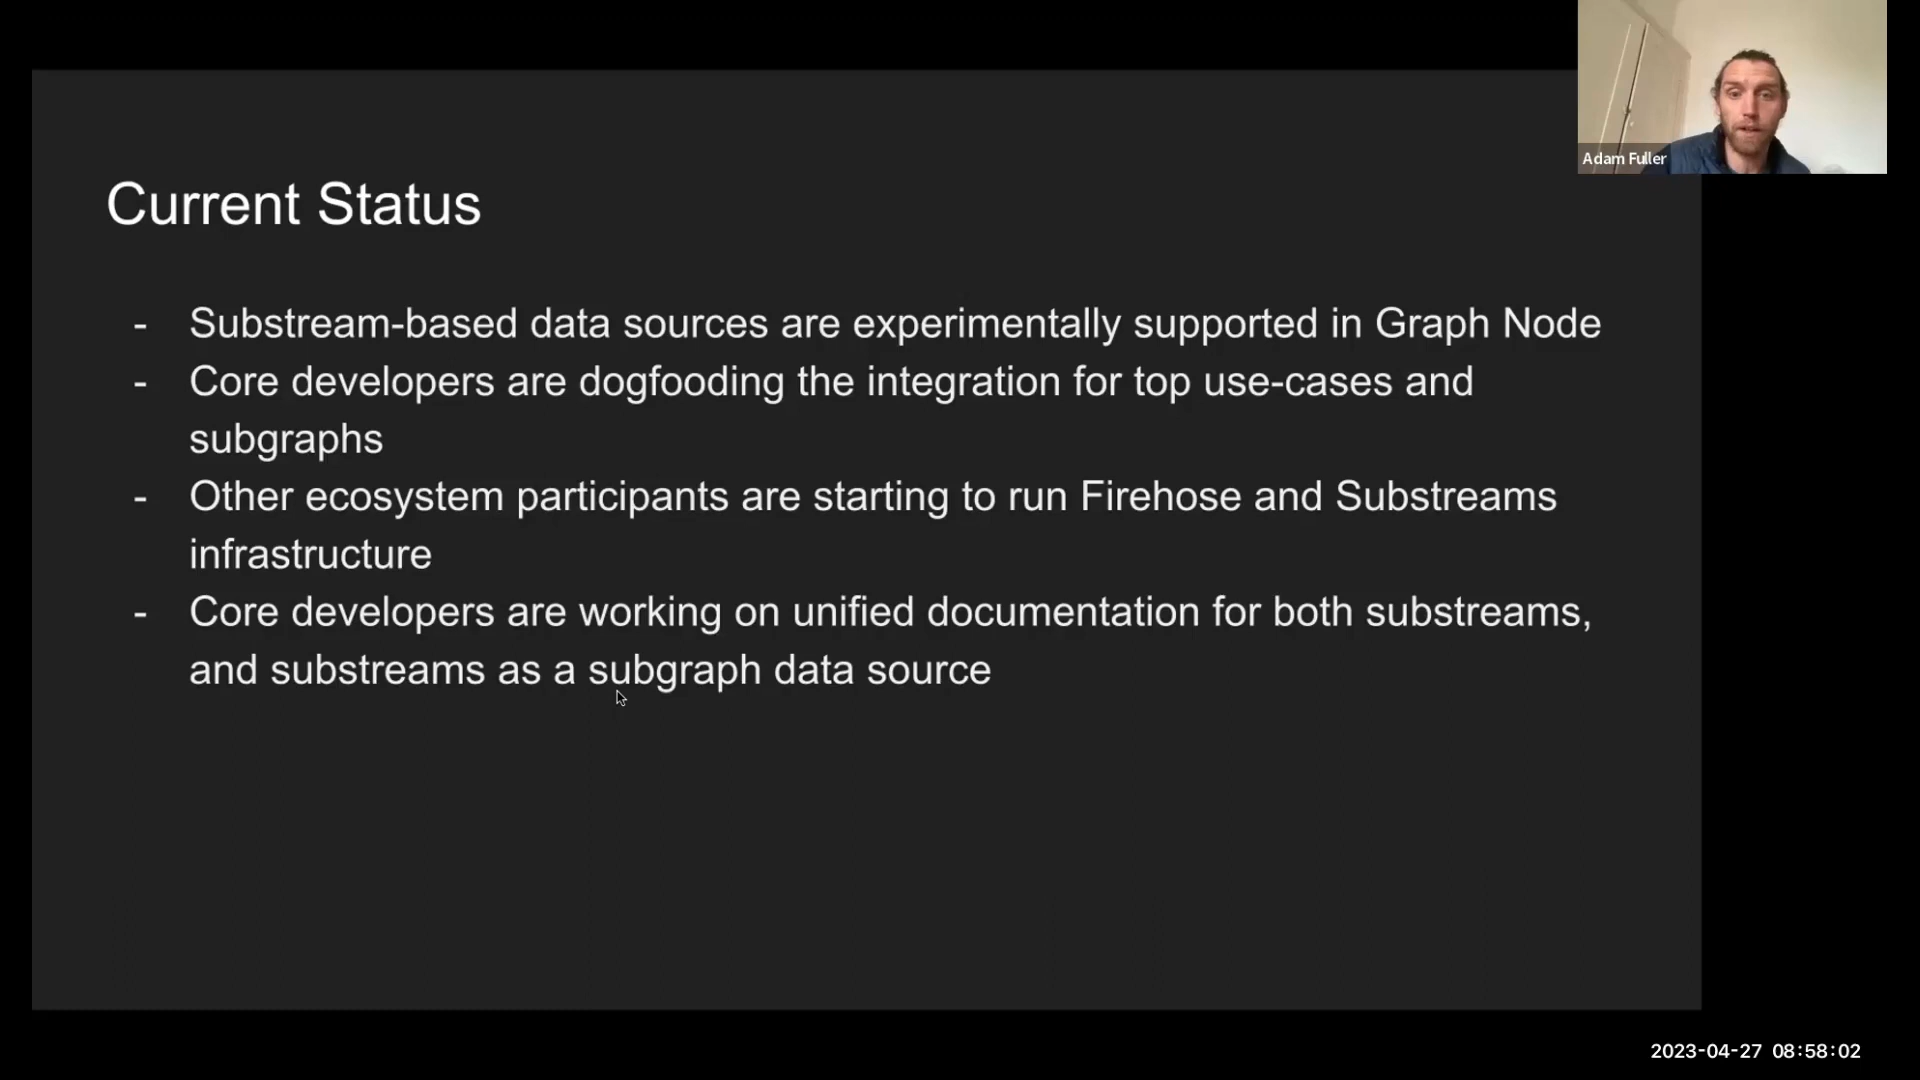 Adam Fuller
Current Status
- Substream-based data sources are experimentally supported in Graph Node
- Core developers are dogfooding the integration for top use-cases and
subgraphs
- Other ecosystem participants are starting to run Firehose and Substreams
infrastructure
- Core developers are working on unified documentation for both substreams,
and substreams as a subgraph data source
2023-04-27 08:58:02